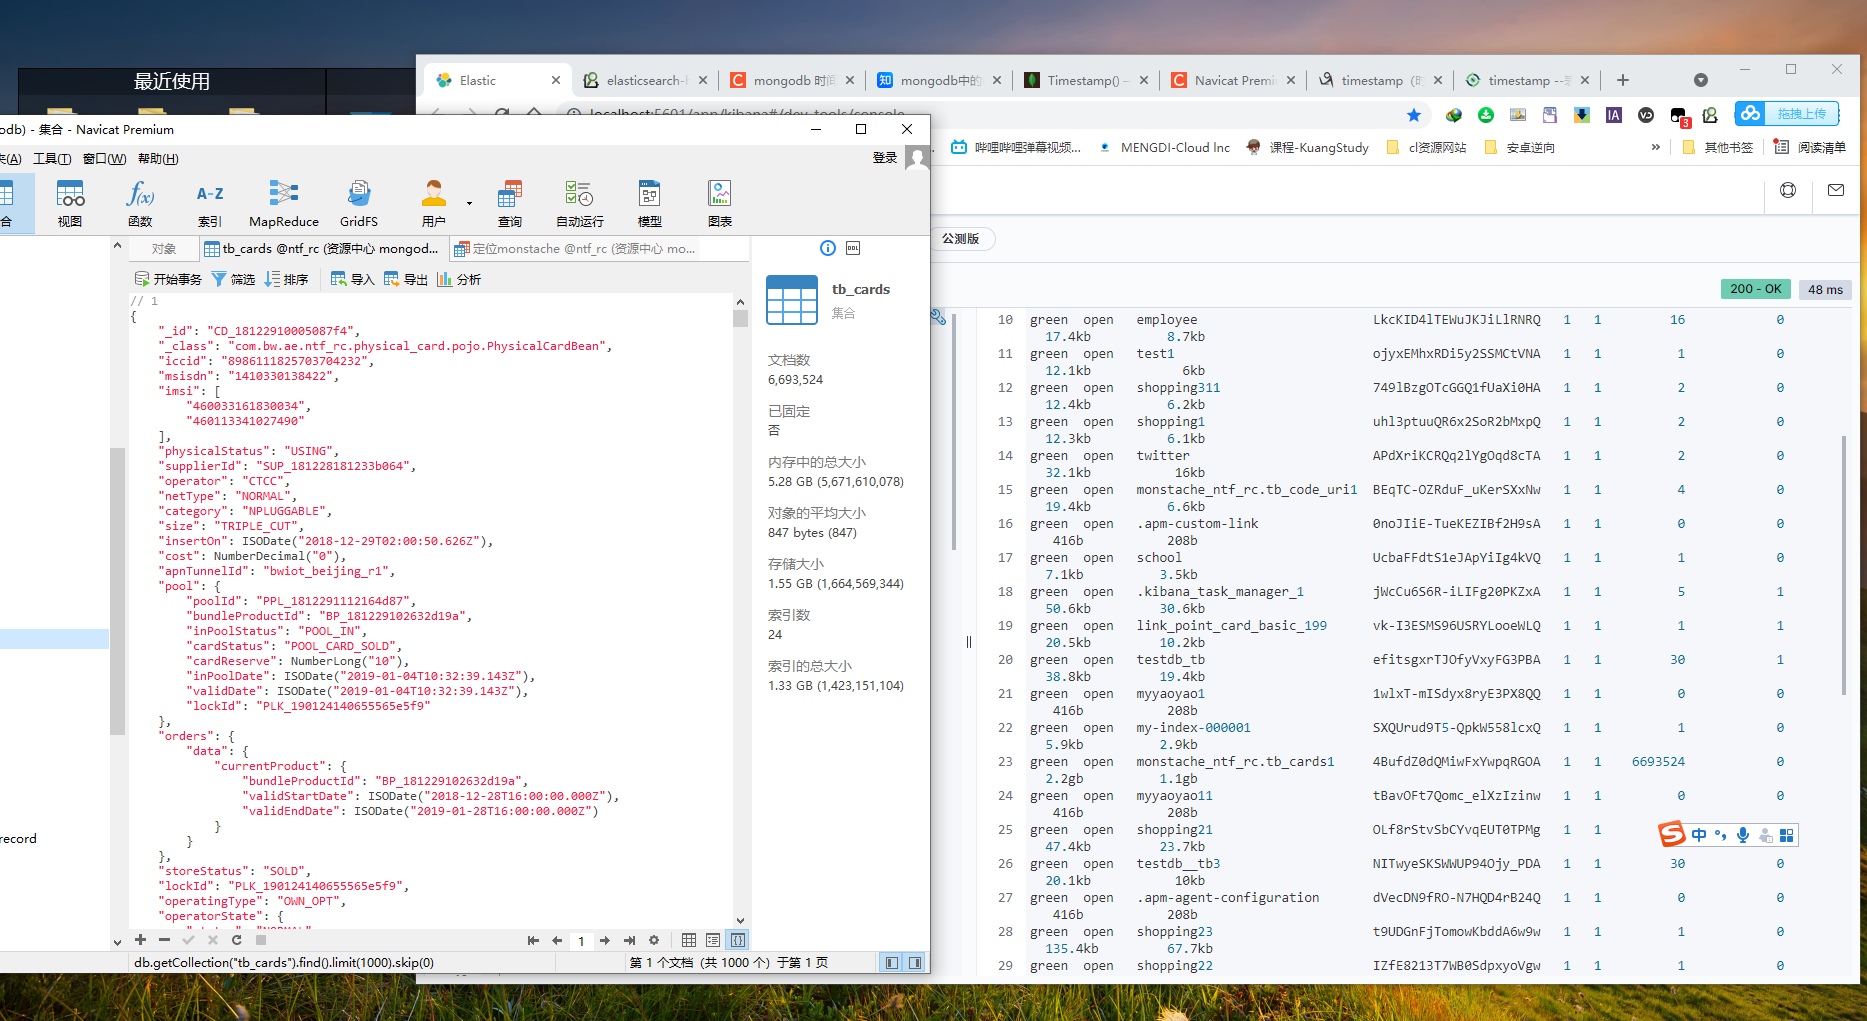 最近使用
Elastic
mongodb 时间
mongodb中的
Timestamp() –
timestamp
3
拖拽上传
哔哩哔哩弹幕视频...
MENGDI-Cloud lnc
课程-KuangStudy
cl资源网站
安卓逆向
»
其他书签
阅读清单
odb) - 集合 - Navicat Premium
工具(T)
窗口(W)
帮助(H)
登录
视图
函数
A-Z
索引
MapReduce
GridFS
用户
查询
自动运行
模型
图表
对象
tb_cards @ntf_rc (资源中心 mongod...
定位monstache @ntf_rc (资源中心 mo...
开始事务
筛选
排序
导入
导出
分析
// 1
{
"_id": "CD_18122910005087f4",
"_class": "com.bw.ae.ntf_rc.physical_card.pojo.PhysicalCardBean",
"iccid": "8986111825703704232",
"msisdn": "1410330138422",
"imsi": [
"460033161830034",
"460113341027490"
],
"physicalStatus": "USING",
"supplierId": "SUP_181228181233b064",
"operator": "CTCC",
"netType": "NORMAL",
"category": "NPLUGGABLE",
"size": "TRIPLE_CUT",
"insertOn": ISODate("2018-12-29T02:00:50.626Z"),
"cost": NumberDecimal("0"),
"apnTunnelId": "bwiot_beijing_r1",
"pool": {
"poolId": "PPL_1812291112164d87",
"bundleProductId": "BP_181229102632d19a",
"inPoolStatus": "POOL_IN",
"cardStatus": "POOL_CARD_SOLD",
"cardReserve": NumberLong("10"),
"inPoolDate": ISODate("2019-01-04T10:32:39.143Z"),
"validDate": ISODate("2019-01-04T10:32:39.143Z"),
"lockId": "PLK_190124140655565e5f9"
},
"orders": {
"data": {
"currentProduct": {
"bundleProductId": "BP_181229102632d19a",
"validStartDate": ISODate("2018-12-28T16:00:00.000Z"),
"validEndDate": ISODate("2019-01-28T16:00:00.000Z")
}
}
},
"storeStatus": "SOLD",
"lockId": "PLK_190124140655565e5f9",
"operatingType": "OWN_OPT",
"operatorState": {
record
1
db.getCollection("tb_cards").find().limit(1000).skip(0)
第 1 个文档 (共 1000 个) 于第 1 页
tb_cards
集合
文档数
6,693,524
已固定
否
内存中的总大小
5.28 GB (5,671,610,078)
对象的平均大小
847 bytes (847)
存储大小
1.55 GB (1,664,569,344)
索引数
24
索引的总大小
1.33 GB (1,423,151,104)
公测版
200 - OK
48 ms
10 green open employee LkcKID4lTEWuJKJiLlRNRQ 1 1 16 0
17.4kb 8.7kb
11 green open test1 ojyxEMhxRDi5y2SSMCtVNA 1 1 1 0
12.1kb 6kb
12 green open shopping311 749lBzgOTcGGQ1fUaXi0HA 1 1 2 0
12.4kb 6.2kb
13 green open shopping1 uhl3ptuuQR6x2SoR2bMxpQ 1 1 2 0
12.3kb 6.1kb
14 green open twitter APdXriKCRQq2lYgOqd8cTA 1 1 2 0
32.1kb 16kb
15 green open monstache_ntf_rc.tb_code_uri1 BEqTC-OZRduF_uKerSXxNw 1 1 4 0
19.4kb 6.6kb
16 green open .apm-custom-link 0noJIiE-TueKEZIBf2H9sA 1 1 0 0
416b 208b
17 green open school UcbaFFdtS1eJApYiIg4kVQ 1 1 1 0
7.1kb 3.5kb
18 green open .kibana_task_manager_1 jWcCu6S6R-iLIFg20PKZxA 1 1 5 1
50.6kb 30.6kb
19 green open link_point_card_basic_199 vk-I3ESMS96USRYLooeWLQ 1 1 1 1
20.5kb 10.2kb
20 green open testdb_tb efitsgxrTJOfyVxyFG3PBA 1 1 30 1
38.8kb 19.4kb
21 green open myyaoyao1 1wlxT-mISdyx8ryE3PX8QQ 1 1 0 0
416b 208b
22 green open my-index-000001 SXQUrud9T5-QpkW558lcxQ 1 1 1 0
5.9kb 2.9kb
23 green open monstache_ntf_rc.tb_cards1 4BufdZ0dQMiwFxYwpqRGOA 1 1 6693524 0
2.2gb 1.1gb
24 green open myyaoyao11 tBavOFt7Qomc_elXzIzinw 1 1 0 0
416b 208b
25 green open shopping21 OLf8rStvSbCYvqEUT0TPMg 1 1
47.4kb 23.7kb
中
26 green open testdb__tb3 NITwyeSKSWWUP94Ojy_PDA 1 1 30 0
20.1kb 10kb
27 green open .apm-agent-configuration dVecDN9fRO-N7HQD4rB24Q 1 1 0 0
416b 208b
28 green open shopping23 t9UDGnFjTomowKbddA6w9w 1 1 1 0
135.4kb 67.7kb
29 green open shopping22 IZfE8213T7WB0SdpxyoVgw 1 1 1 0